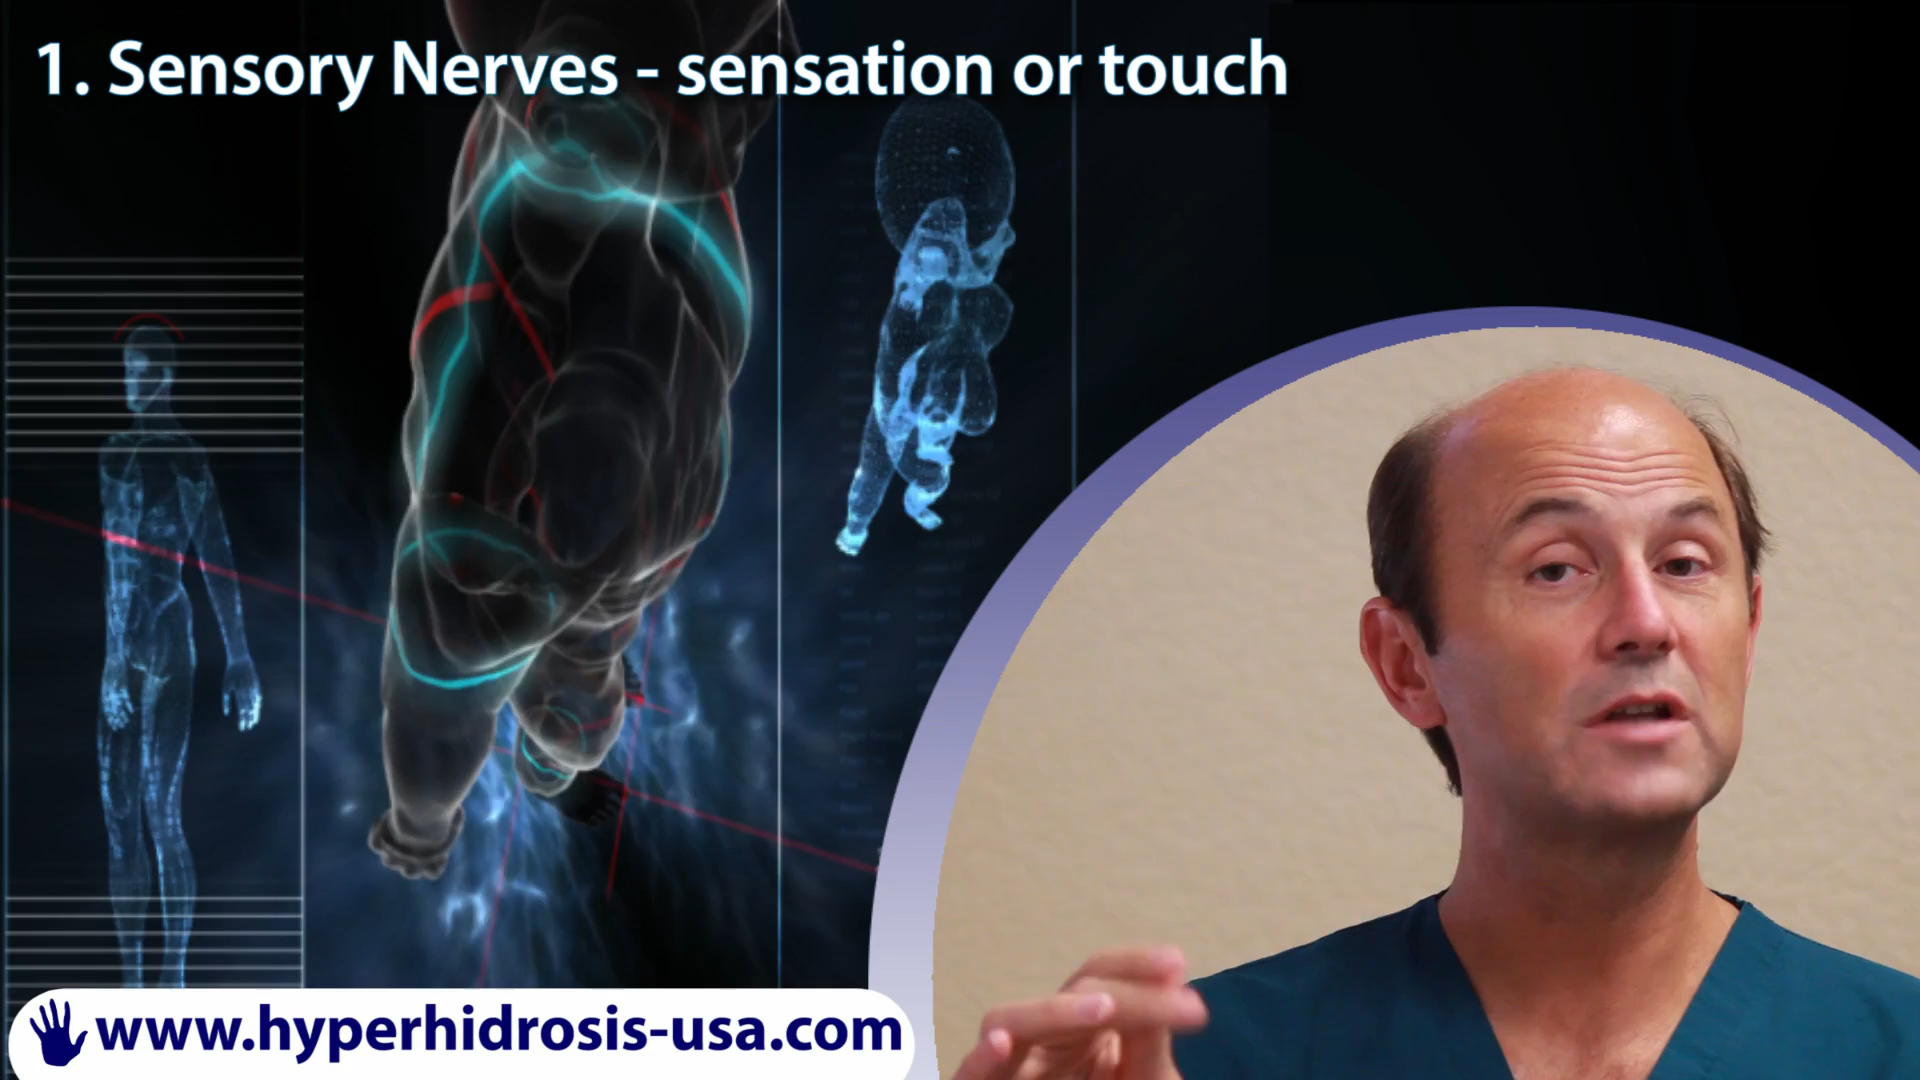 1. Sensory Nerves - sensation or touch
www.hyperhidrosis-usa.com